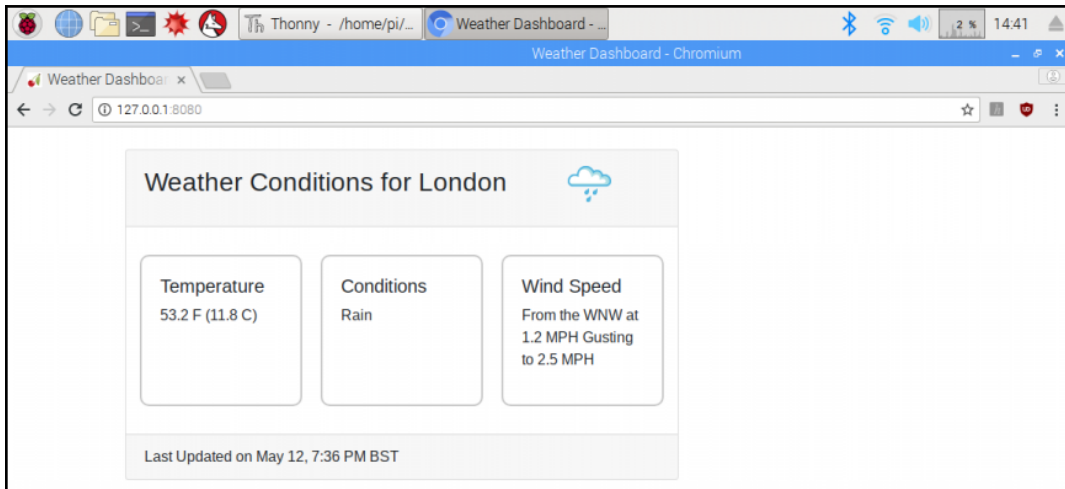 Thonny - /home/pi/...
Weather Dashboard - ...
2 %
14:41
Weather Dashboard - Chromium
Weather Dashboar
127.0.0.1:8080
Weather Conditions for London
Temperature
53.2 F (11.8 C)
Conditions
Rain
Wind Speed
From the WNW at
1.2 MPH Gusting
to 2.5 MPH
Last Updated on May 12, 7:36 PM BST